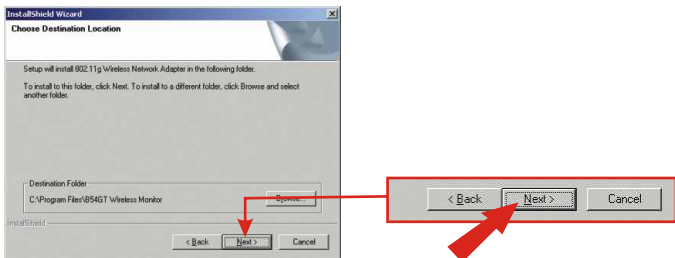 InstallShield Wizard
Choose Destination Location
Setup will install 802.11g Wireless Network Adapter in the following folder.
To install to this folder, click Next. To install to a different folder, click Browse and select
another folder.
Destination Folder
C:\Program Files\B54GT Wireless Monitor
Browse...
InstallShield
< Back Next > Cancel
< Back Next > Cancel